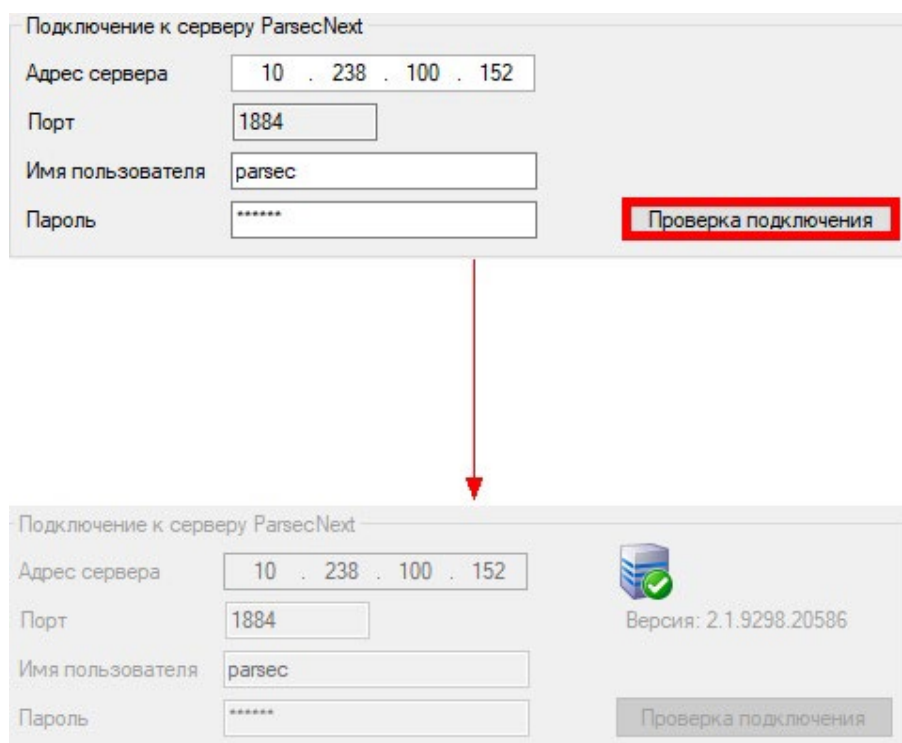 Подключение к серверу ParsecNext
Адрес сервера 10 . 238 . 100 . 152
Порт 1884
Имя пользователя parsec
Пароль ******
Проверка подключения
Подключение к серверу ParsecNext
Адрес сервера 10 . 238 . 100 . 152
Порт 1884
Версия: 2.1.9298.20586
Имя пользователя parsec
Пароль ******
Проверка подключения